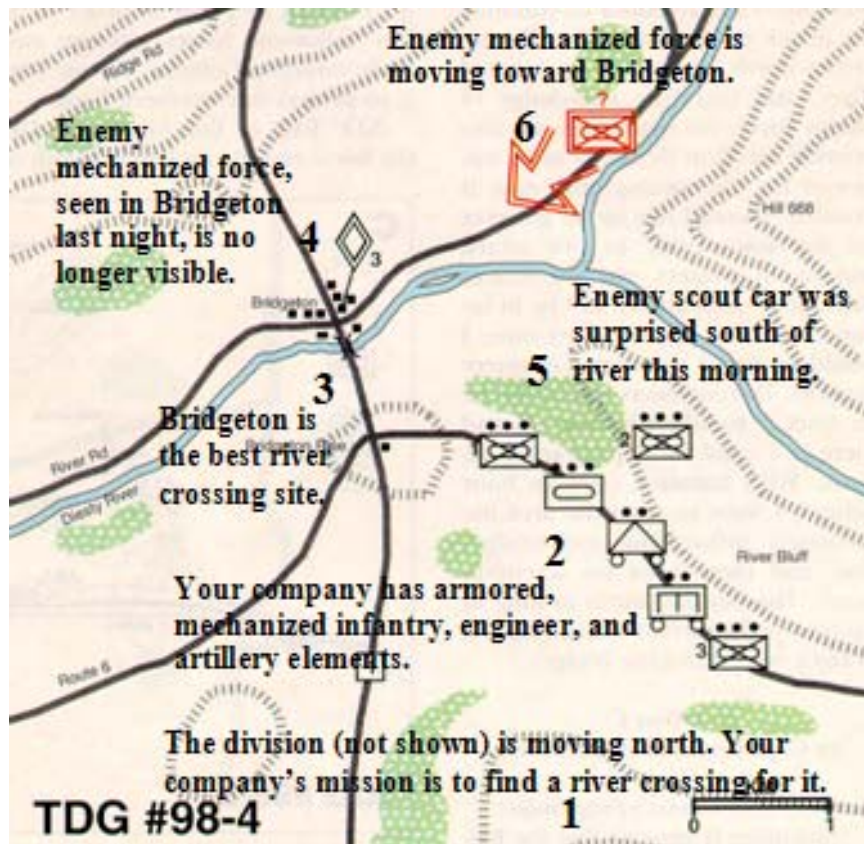 Enemy mechanized force is
moving toward Bridgeton.
Ridge Rd
?
6
Enemy
mechanized force,
seen in Bridgeton
last night, is no
longer visible.
4
3
Hill 668
Bridgeton
Enemy scout car was
surprised south of
river this morning.
5
3
Bridgeton is
the best river
crossing site.
River Rd
Diesly River
1
2
2
River Bluff
Your company has armored,
mechanized infantry, engineer, and
artillery elements.
3
Route 6
The division (not shown) is moving north. Your
company's mission is to find a river crossing for it.
TDG #98-4
1
0
1